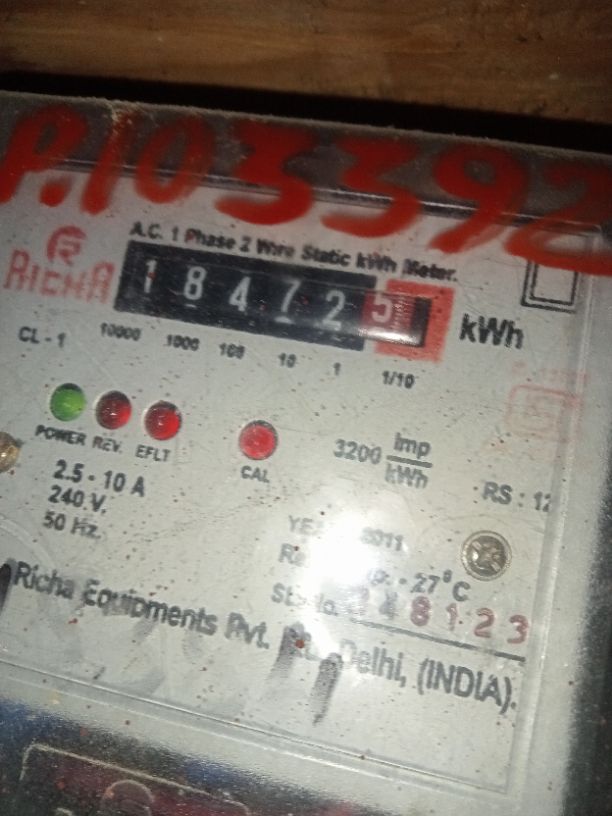 P.103392
A.C. 1 Phase 2 Wire Static kWh Meter.
RICHA
184725
kWh
CL - 1
10000 1000 100 10 1 1/10
POWER REV. EFLT
CAL
3200 Imp/kWh
2.5 - 10 A
240 V.
50 Hz.
RS : 12
2011
- 27°C
48123
Richa Equipments Pvt. Delhi, (INDIA).